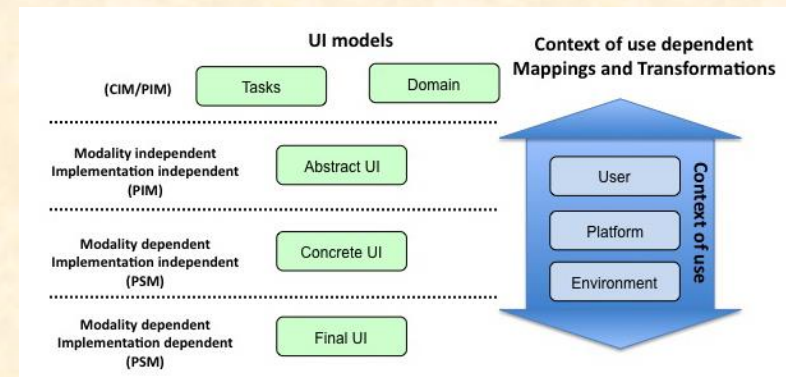 UI models
Context of use dependent
Mappings and Transformations
(CIM/PIM)
Tasks
Domain
Modality independent
Implementation independent
(PIM)
Abstract UI
Modality dependent
Implementation independent
(PSM)
Concrete UI
Modality dependent
Implementation dependent
(PSM)
Final UI
User
Platform
Environment
Context of use